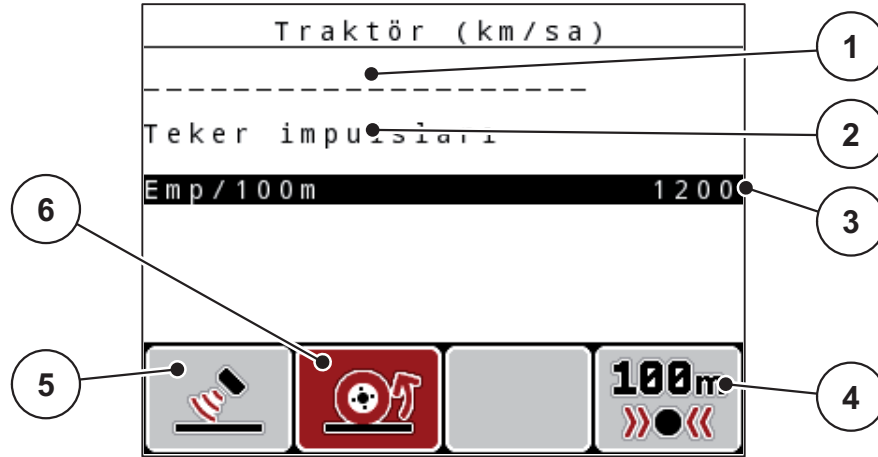 Traktör (km/sa)
--------------------
Teker impulsları
Emp/100m 1200
100m
1
2
3
4
5
6